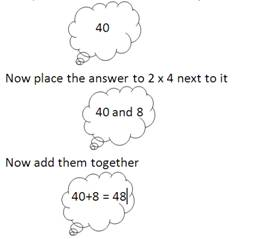 40
Now place the answer to 2 x 4 next to it
40 and 8
Now add them together
40+8 = 48